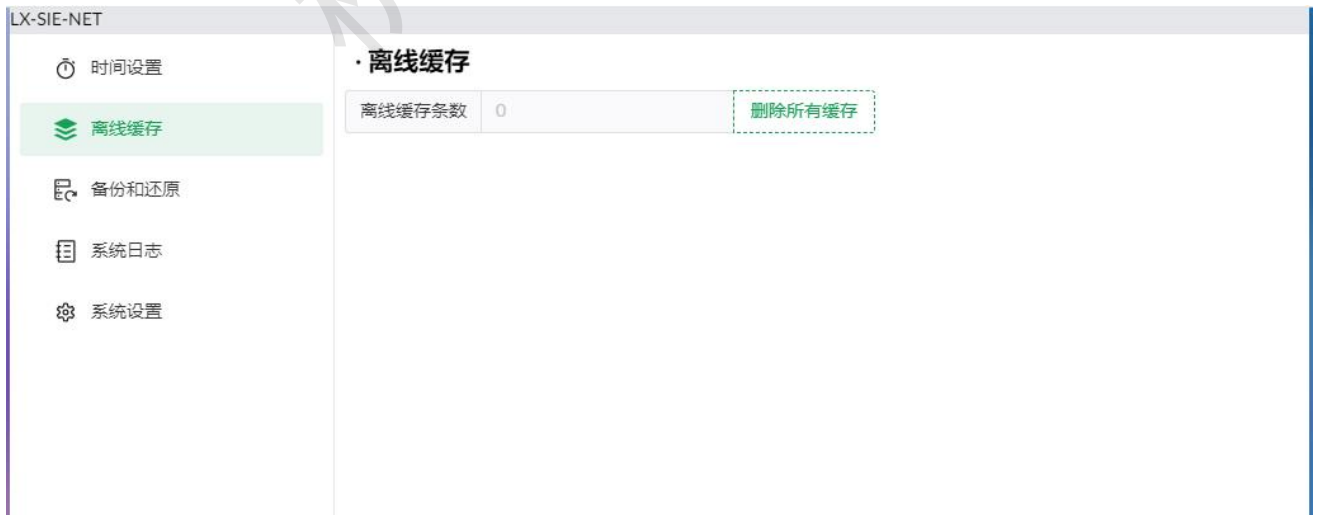 LX-SIE-NET
时间设置
离线缓存
备份和还原
系统日志
系统设置
· 离线缓存
离线缓存条数 0 删除所有缓存